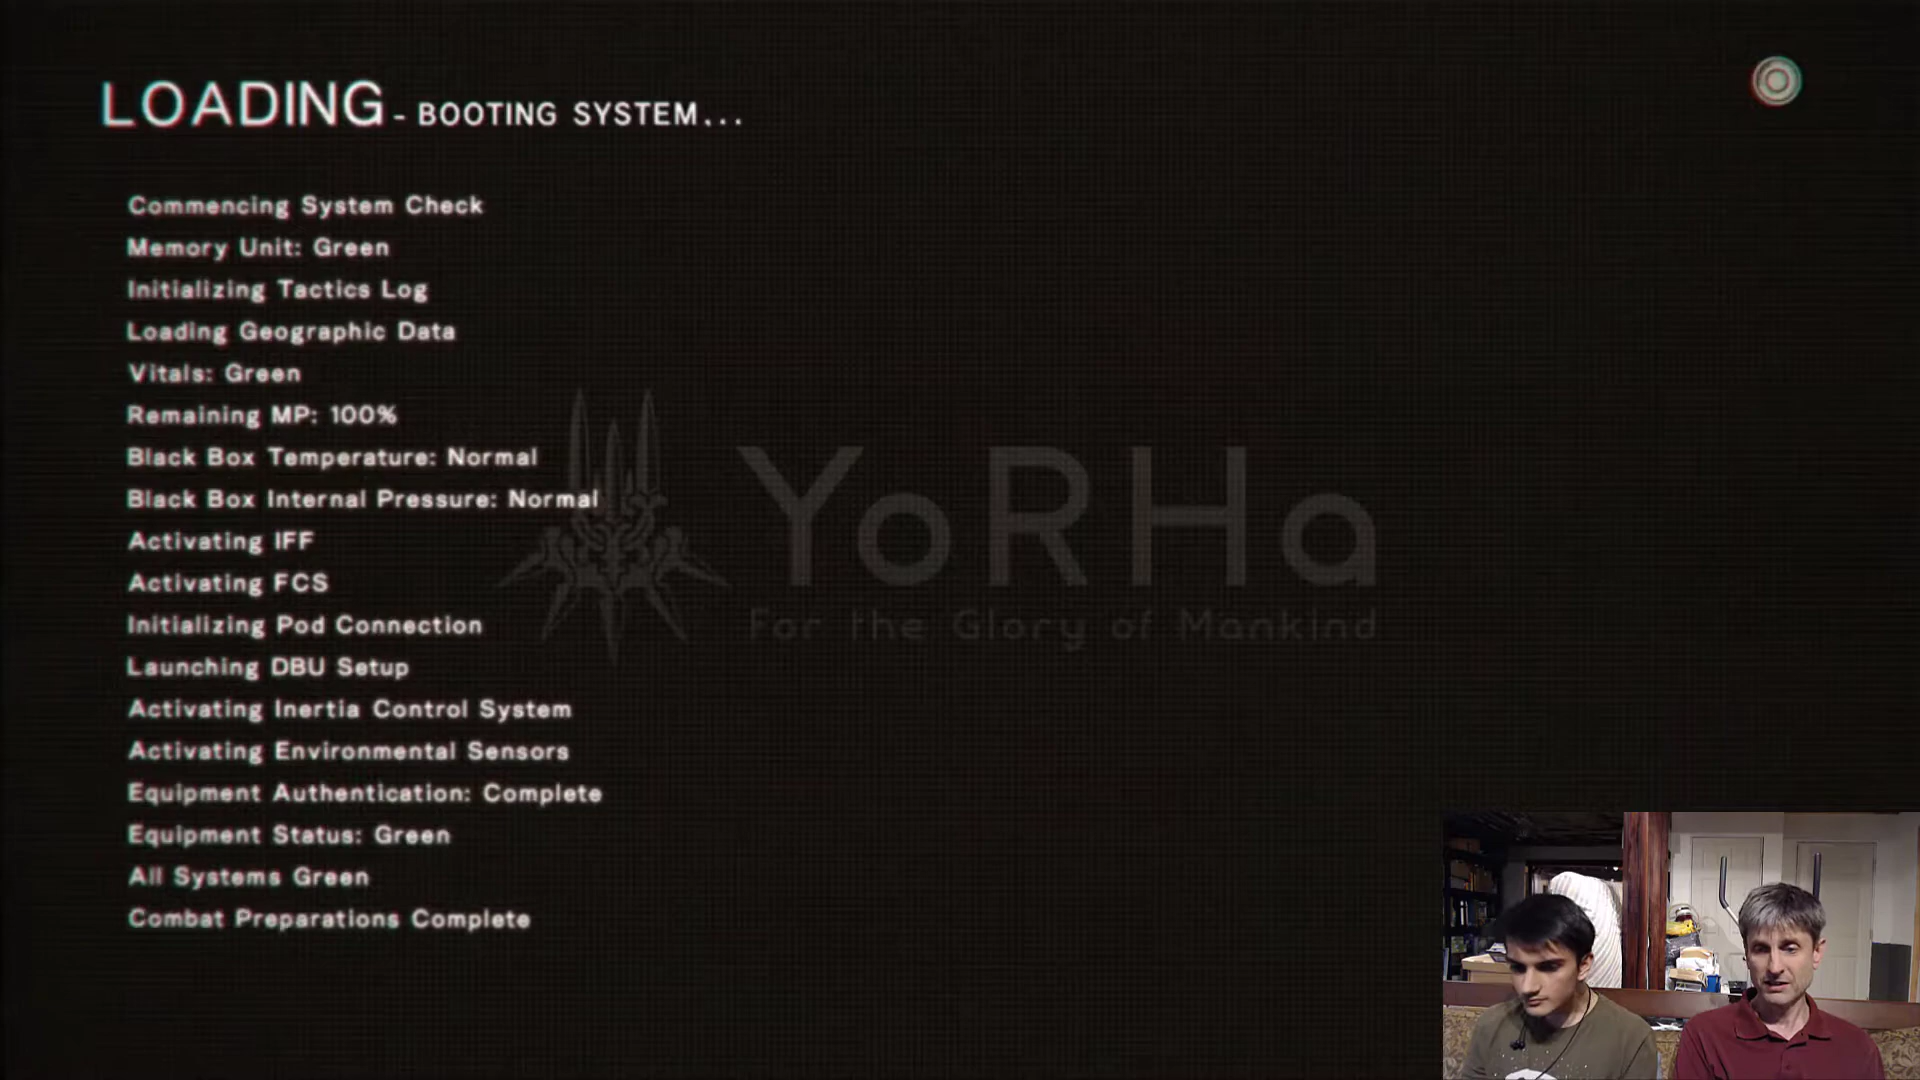 LOADING - BOOTING SYSTEM...
Commencing System Check
Memory Unit: Green
Initializing Tactics Log
Loading Geographic Data
Vitals: Green
Remaining MP: 100%
Black Box Temperature: Normal
Black Box Internal Pressure: Normal
Activating IFF
Activating FCS
Initializing Pod Connection
Launching DBU Setup
Activating Inertia Control System
Activating Environmental Sensors
Equipment Authentication: Complete
Equipment Status: Green
All Systems Green
Combat Preparations Complete
YoRHa
For the Glory of Mankind